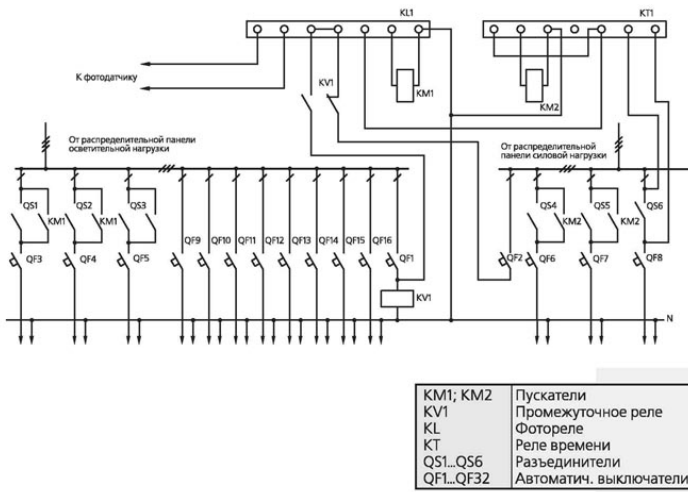 KL1
KT1
К фотодатчику
KV1
KM1
KM2
От распределительной панели
осветительной нагрузки
От распределительной
панели силовой нагрузки
QS1
KM1
QS2
KM1
QS3
QS4
KM2
QS5
KM2
QS6
QF3
QF4
QF5
QF9
QF10
QF11
QF12
QF13
QF14
QF15
QF16
QF1
QF2
QF6
QF7
QF8
KV1
N
KM1; KM2 Пускатели
KV1 Промежуточное реле
KL Фотореле
KT Реле времени
QS1...QS6 Разъединители
QF1...QF32 Автоматич. выключатели